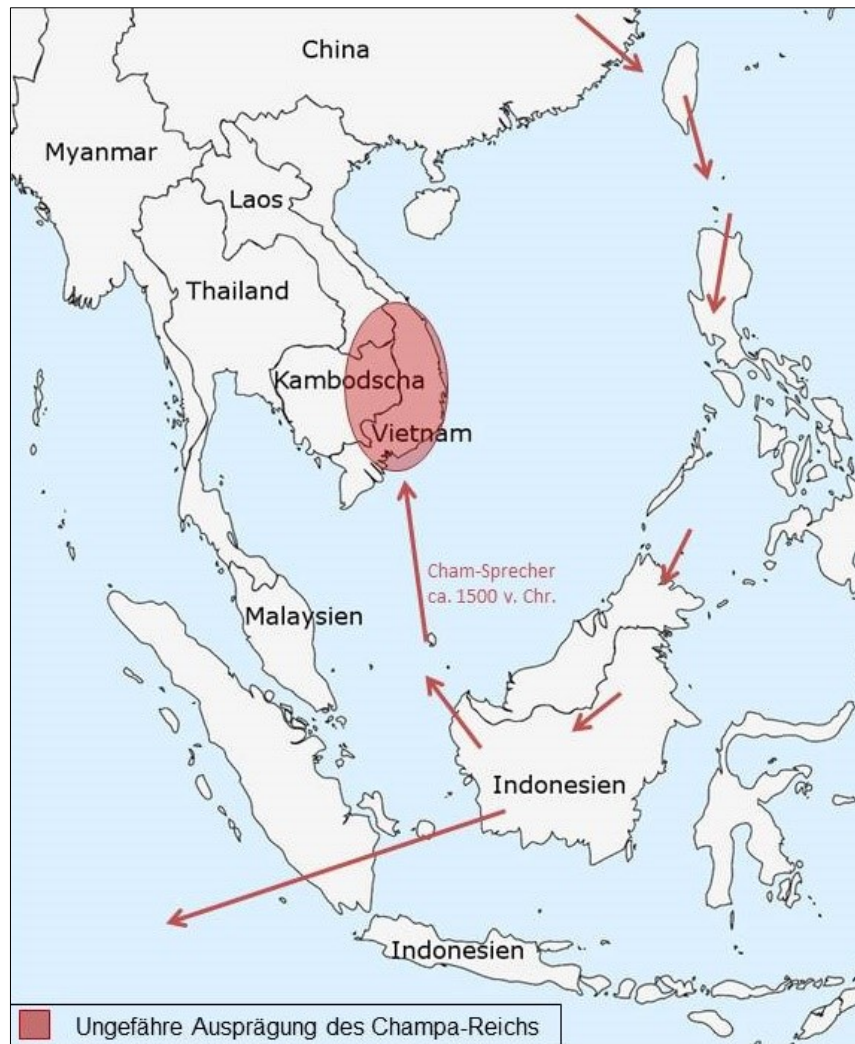 China
Myanmar
Laos
Thailand
Kambodscha
Vietnam
Cham-Sprecher
ca. 1500 v. Chr.
Malaysien
Indonesien
Indonesien
Ungefähre Ausprägung des Champa-Reichs